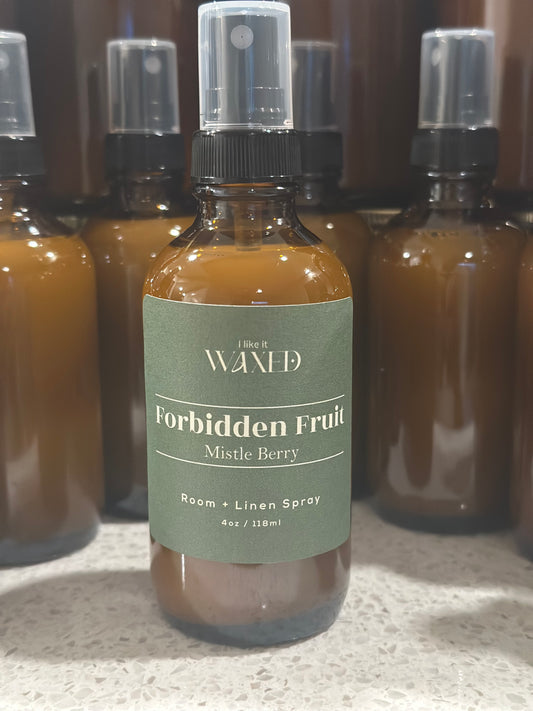 I like it
WAXED
Forbidden Fruit
Mistle Berry
Room + Linen Spray
4oz / 118ml